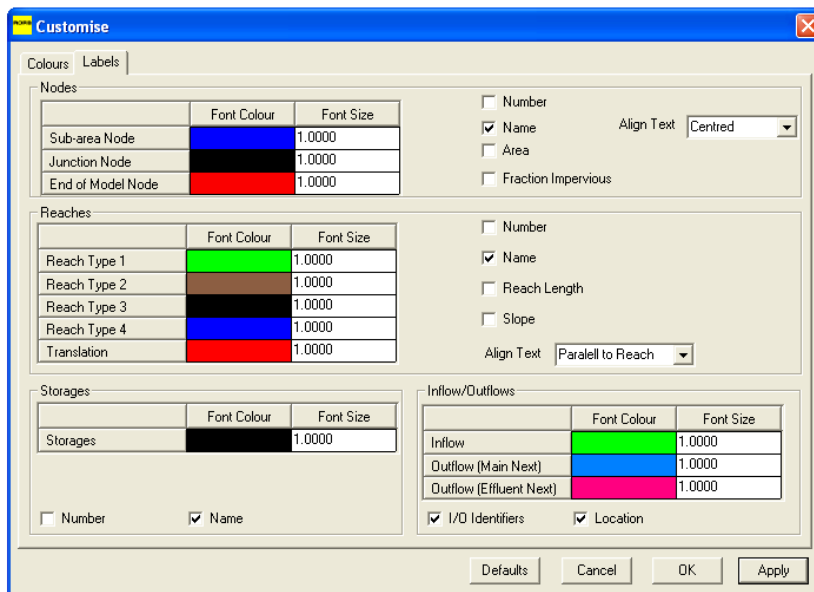 Customise
Colours Labels
Nodes
Font Colour Font Size
Sub-area Node 1.0000
Junction Node 1.0000
End of Model Node 1.0000
Number
Name
Align Text Centred
Area
Fraction Impervious
Reaches
Font Colour Font Size
Reach Type 1 1.0000
Reach Type 2 1.0000
Reach Type 3 1.0000
Reach Type 4 1.0000
Translation 1.0000
Number
Name
Reach Length
Slope
Align Text Paralell to Reach
Storages
Font Colour Font Size
Storages 1.0000
Number Name
Inflow/Outflows
Font Colour Font Size
Inflow 1.0000
Outflow (Main Next) 1.0000
Outflow (Effluent Next) 1.0000
I/O Identifiers Location
Defaults Cancel OK Apply